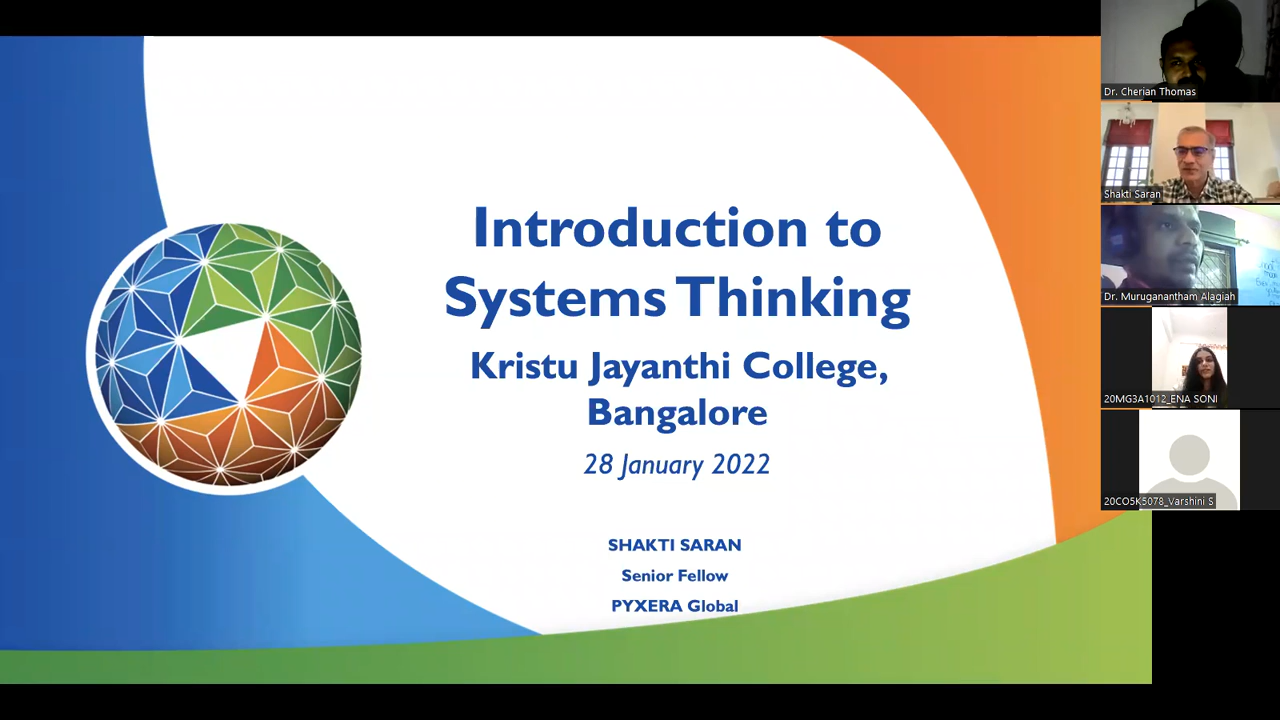 Introduction to
Systems Thinking
Kristu Jayanthi College,
Bangalore
28 January 2022
SHAKTI SARAN
Senior Fellow
PYXERA Global
Dr. Cherian Thomas
Shakti Saran
Dr. Muruganantham Alagiah
20MG3A1012_ENA SONI
20CO5K5078_Varshini S